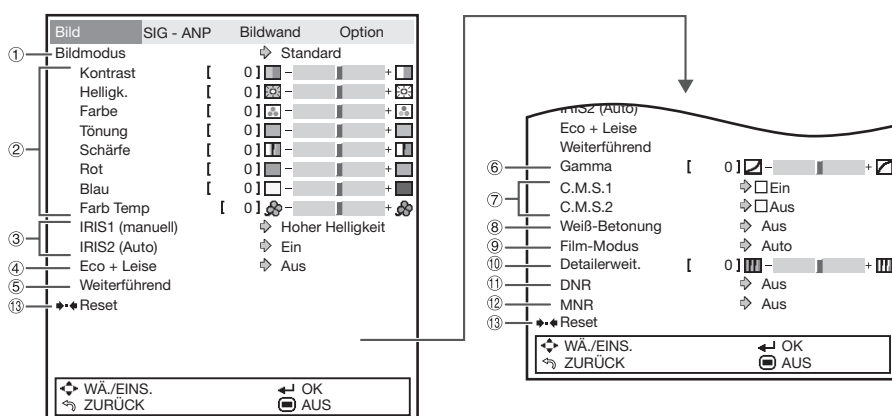 Bild SIG - ANP Bildwand Option
① Bildmodus Standard
② Kontrast [ 0 ] - +
Helligk. [ 0 ] - +
Farbe [ 0 ] - +
Tönung [ 0 ] - +
Schärfe [ 0 ] - +
Rot [ 0 ] - +
Blau [ 0 ] - +
Farb Temp [ 0 ] - +
③ IRIS1 (manuell) Hoher Helligkeit
IRIS2 (Auto) Ein
④ Eco + Leise Aus
⑤ Weiterführend
⑬ Reset
WÄ./EINS. OK
ZURÜCK AUS
IRIS2 (Auto)
Eco + Leise
Weiterführend
⑥ Gamma [ 0 ] - +
⑦ C.M.S.1 Ein
C.M.S.2 Aus
⑧ Weiß-Betonung Aus
⑨ Film-Modus Auto
⑩ Detailerweit. [ 0 ] - +
⑪ DNR Aus
⑫ MNR Aus
⑬ Reset
WÄ./EINS. OK
ZURÜCK AUS